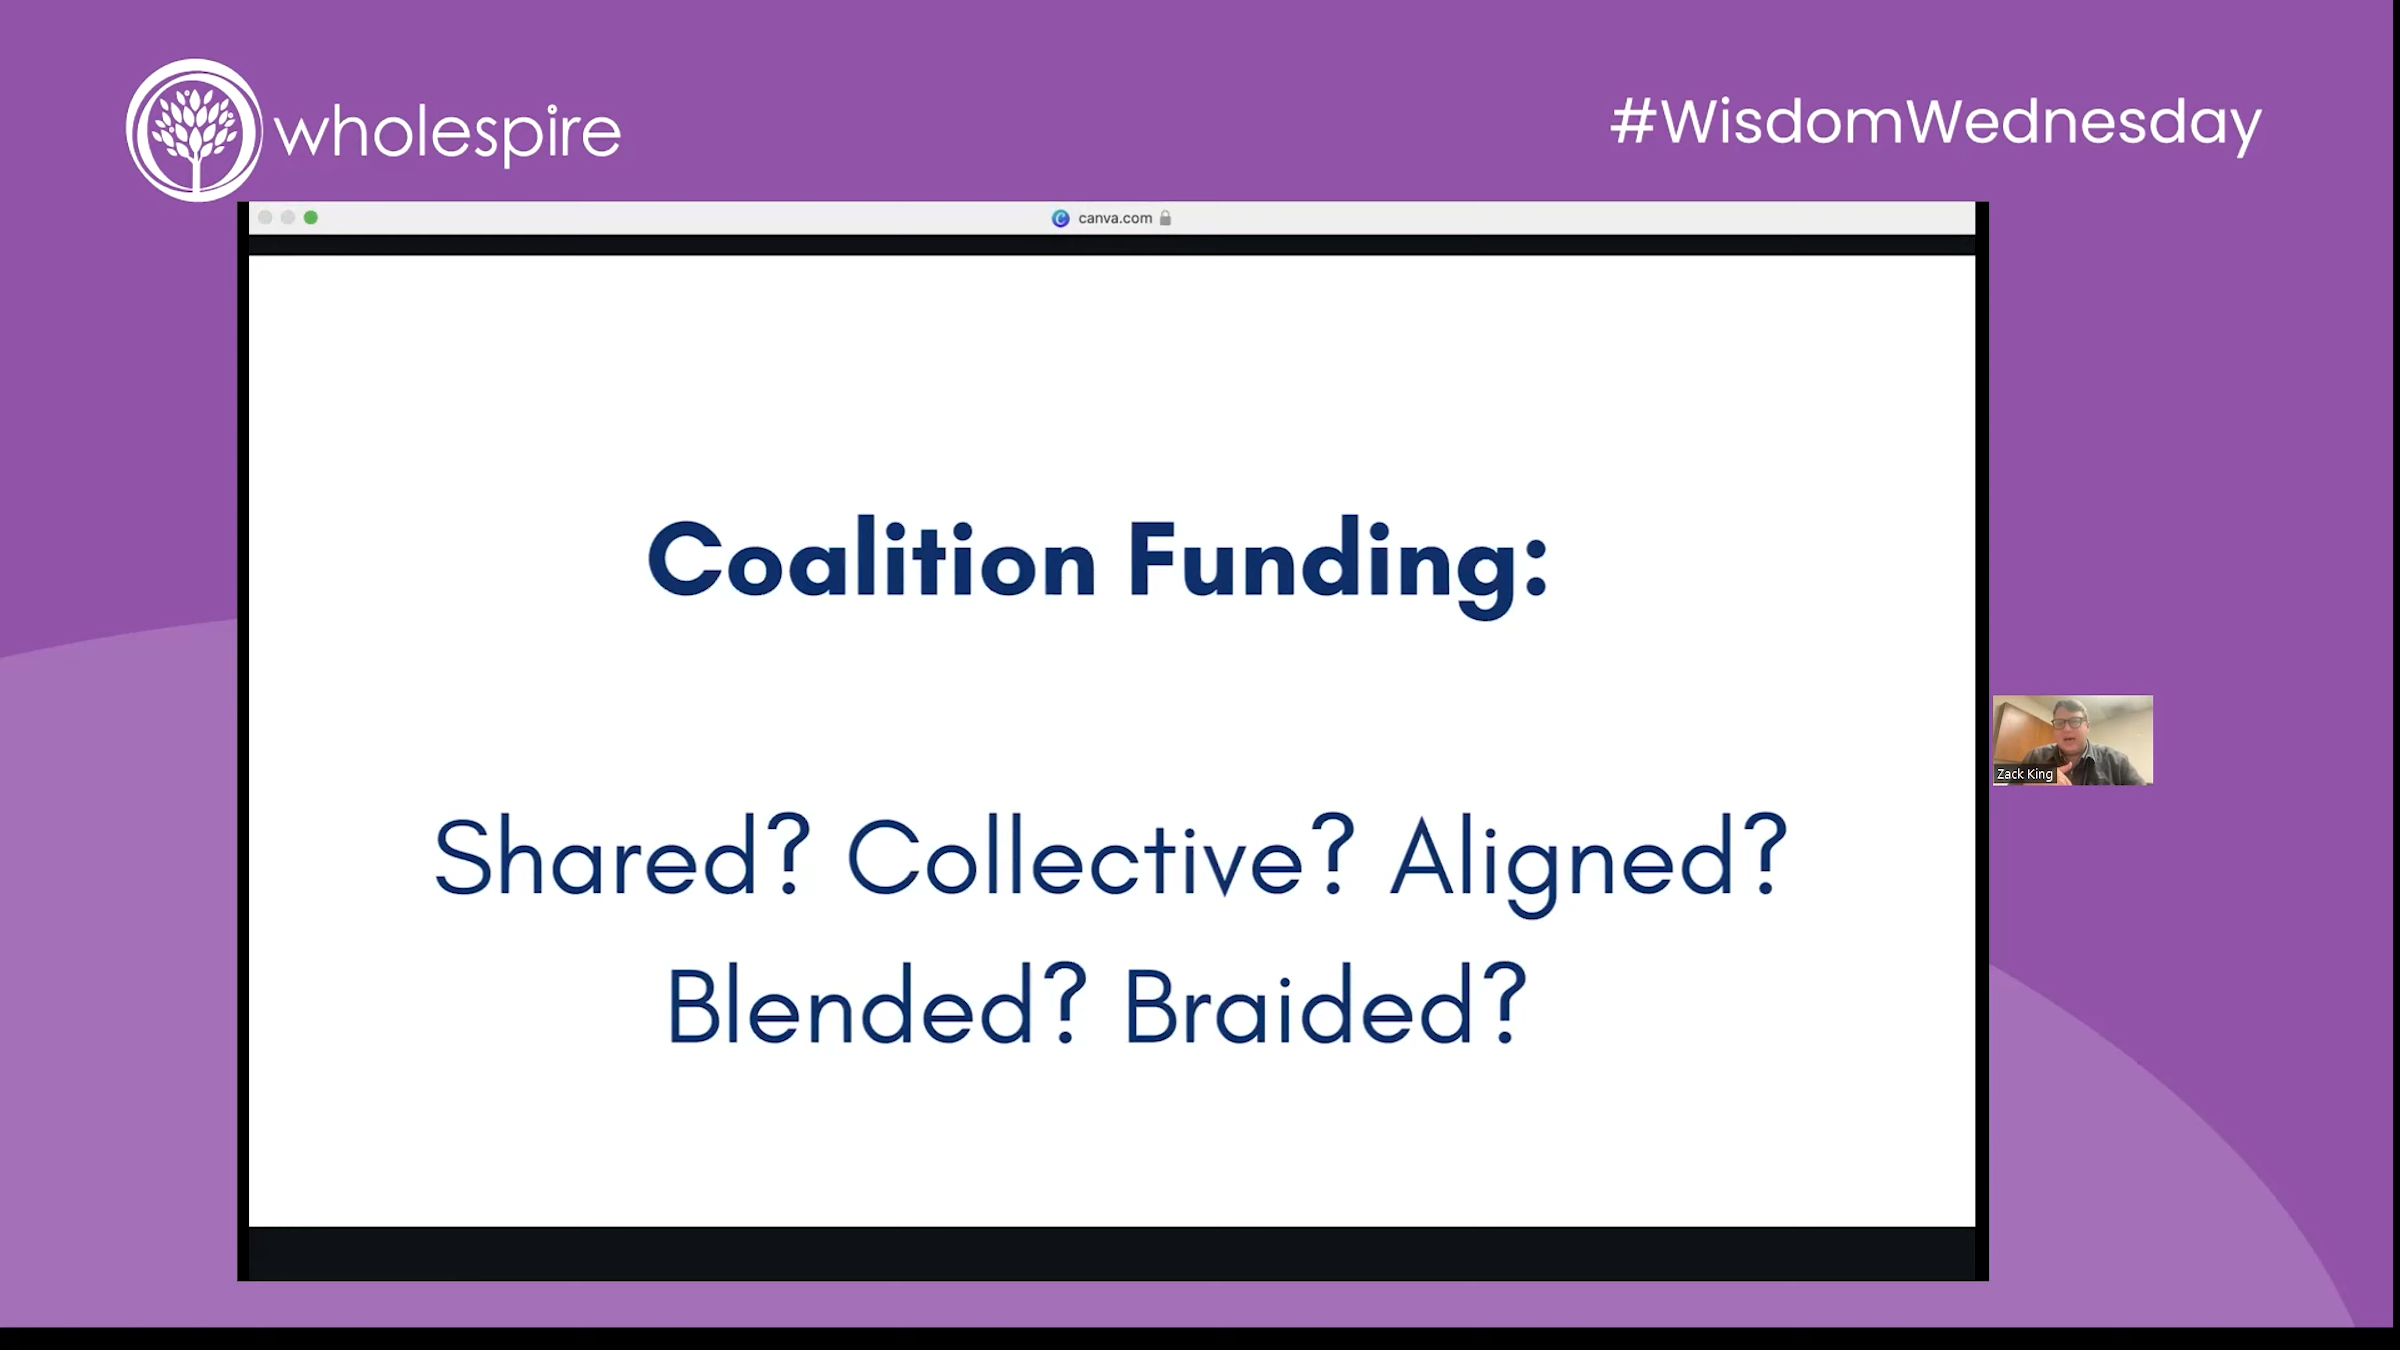 wholespire
#WisdomWednesday
canva.com
Coalition Funding:
Shared? Collective? Aligned?
Blended? Braided?
Zack King